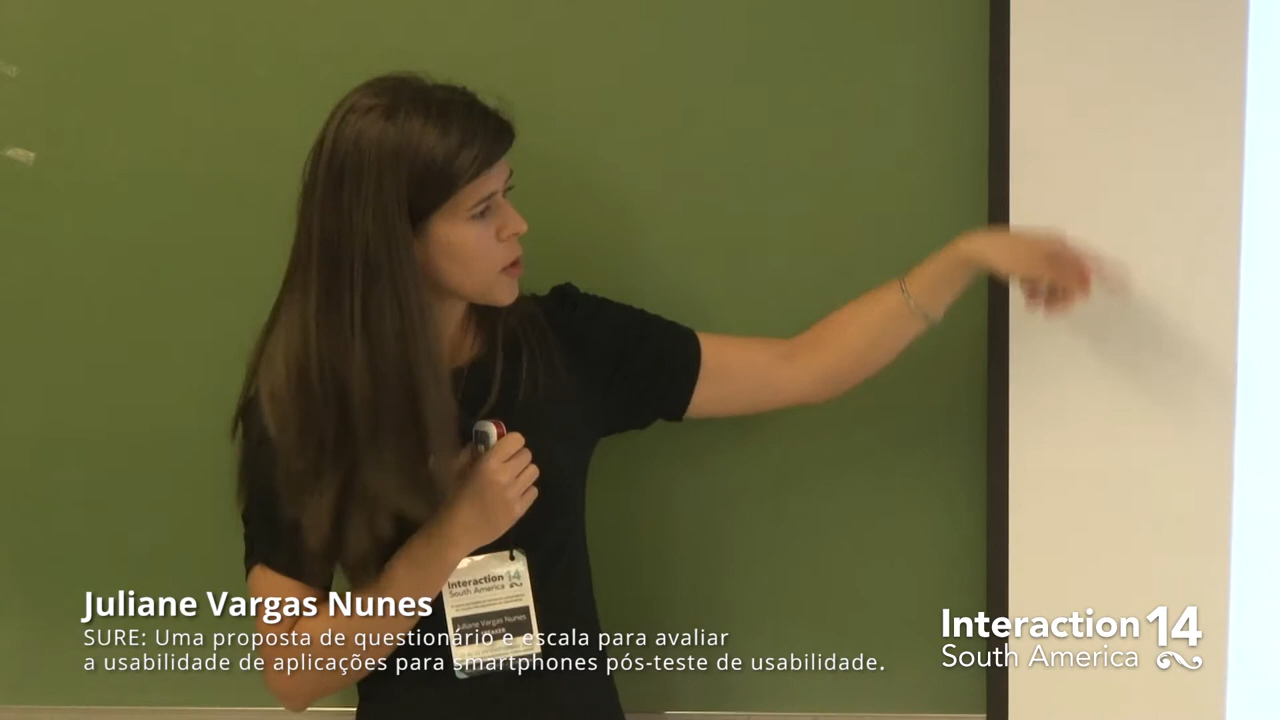 Interaction 14
South America
Juliane Vargas Nunes
SPEAKER
Juliane Vargas Nunes
SURE: Uma proposta de questionário e escala para avaliar
a usabilidade de aplicações para smartphones pós-teste de usabilidade.
Interaction 14
South America